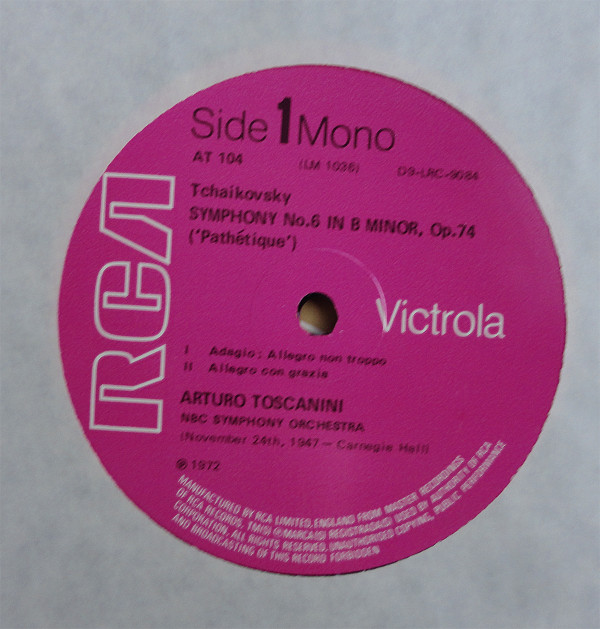 Side 1 Mono
AT 104 (LM 1036) D9-LRC-9084
Tchaikovsky
SYMPHONY No.6 IN B MINOR, Op.74
('Pathétique')
RCA
Victrola
I Adagio; Allegro non troppo
II Allegro con grazia
ARTURO TOSCANINI
NBC SYMPHONY ORCHESTRA
(November 24th, 1947 — Carnegie Hall)
℗ 1972
MANUFACTURED BY RCA LIMITED, ENGLAND FROM MASTER RECORDINGS
OF RCA RECORDS. TM(S) ® MARCA(S) REGISTRADA(S) USED BY AUTHORITY OF RCA
CORPORATION. ALL RIGHTS RESERVED. UNAUTHORISED COPYING, PUBLIC PERFORMANCE
AND BROADCASTING OF THIS RECORD FORBIDDEN